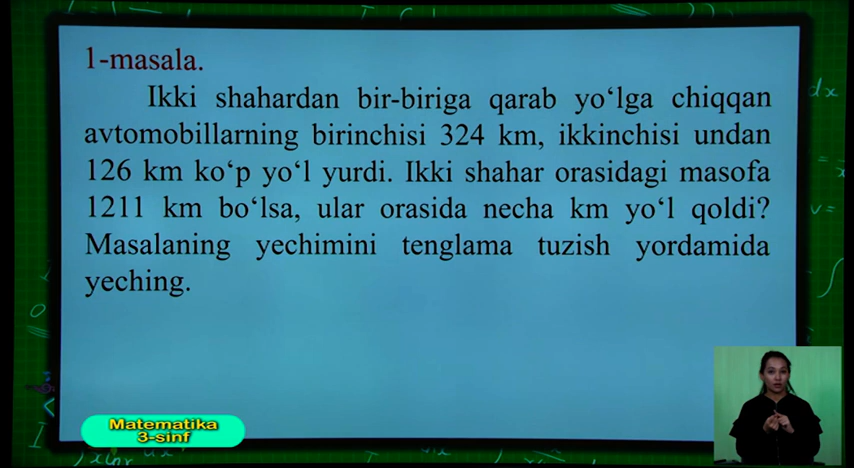 1-masala.
Ikki shahardan bir-biriga qarab yo‘lga chiqqan
avtomobillarning birinchisi 324 km, ikkinchisi undan
126 km ko‘p yo‘l yurdi. Ikki shahar orasidagi masofa
1211 km bo‘lsa, ular orasida necha km yo‘l qoldi?
Masalaning yechimini tenglama tuzish yordamida
yeching.
Matematika
3-sinf